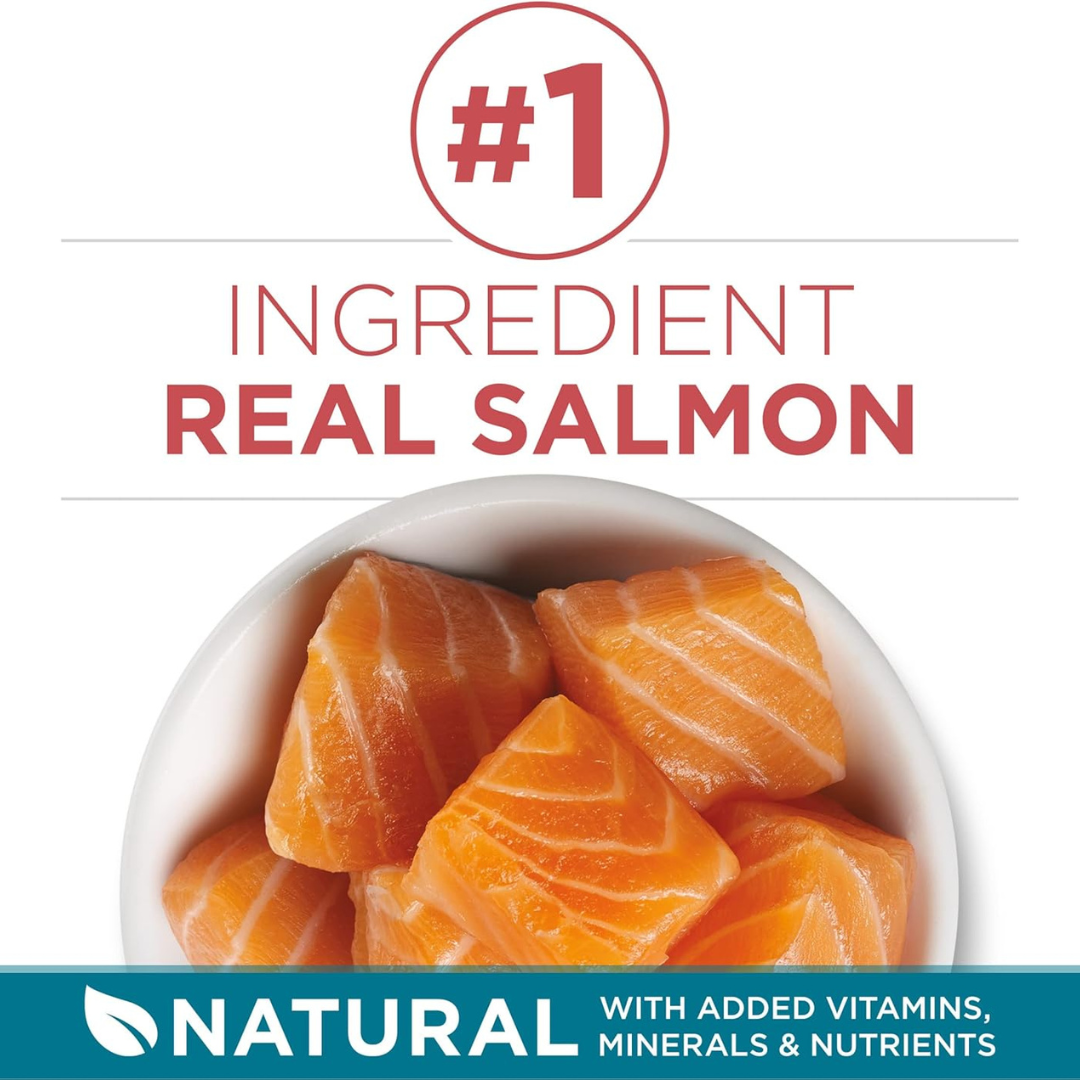 #1
INGREDIENT
REAL SALMON
NATURAL
WITH ADDED VITAMINS,
MINERALS & NUTRIENTS